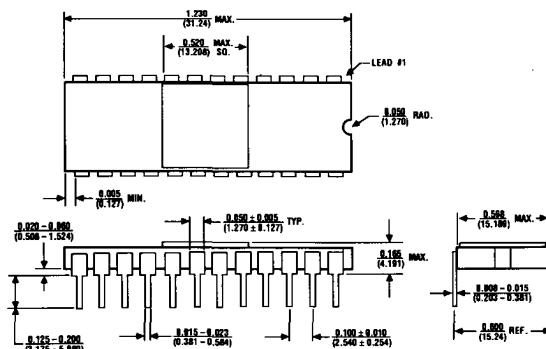 1.230
(31.24) MAX.
0.520 MAX.
(13.208) SQ.
LEAD #1
0.050
(1.270) RAD.
0.005
(0.127) MIN.
0.020 – 0.060
(0.508 – 1.524)
0.050 ± 0.005
(1.270 ± 0.127) TYP.
0.165
(4.191) MAX.
0.598
(15.189) MAX.
0.008 – 0.015
(0.203 – 0.381)
0.125 – 0.200
0.015 – 0.023
(0.381 – 0.584)
0.100 ± 0.010
(2.540 ± 0.254)
0.600
(15.24) REF.